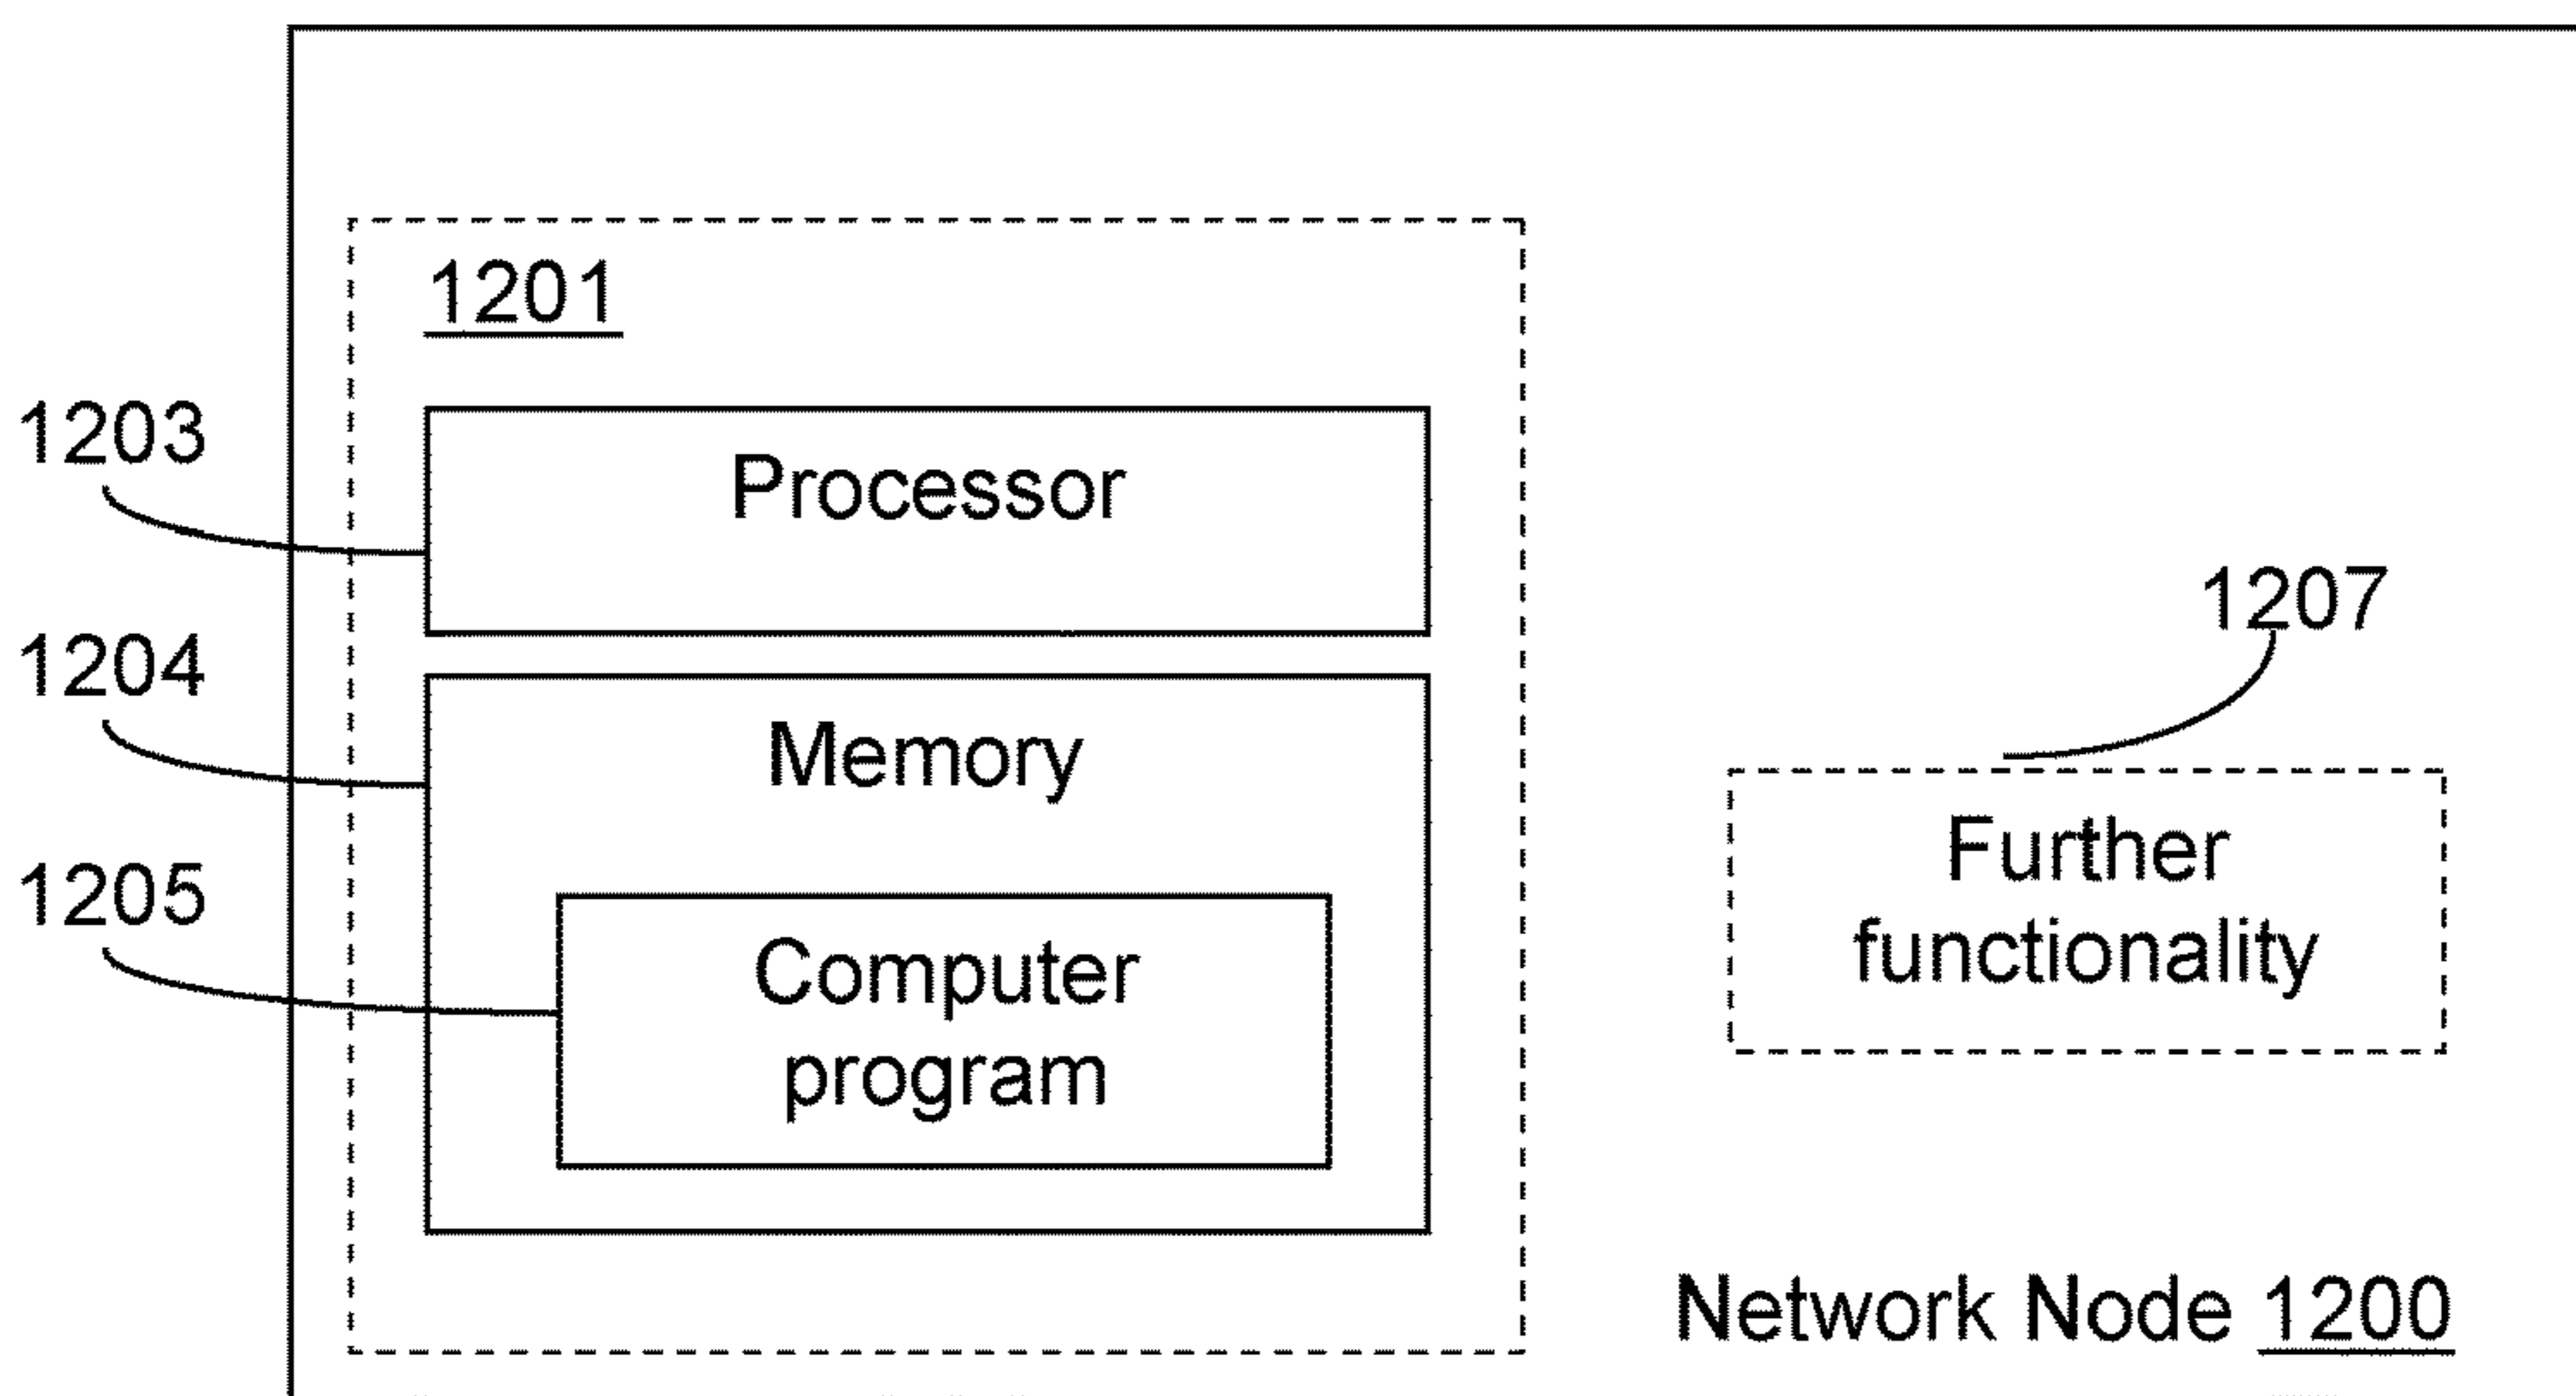 1201
1203
Processor
1207
1204
Memory
Further
functionality
1205
Computer
program
Network Node 1200